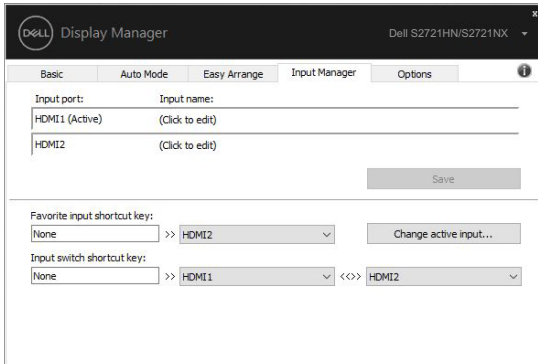 DELL Display Manager Dell S2721HN/S2721NX
Basic Auto Mode Easy Arrange Input Manager Options
Input port: Input name:
HDMI1 (Active) (Click to edit)
HDMI2 (Click to edit)
Save
Favorite input shortcut key:
None >> HDMI2 Change active input...
Input switch shortcut key:
None >> HDMI1 <<>> HDMI2